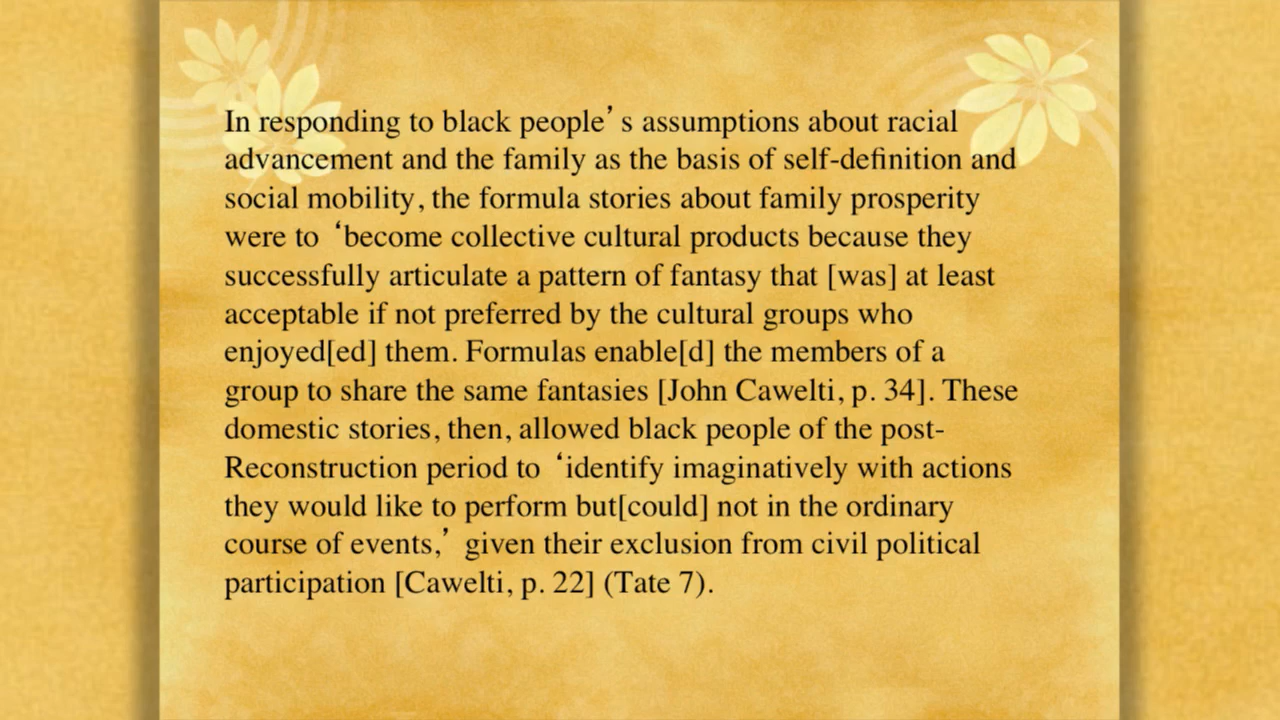 In responding to black people’s assumptions about racial
advancement and the family as the basis of self-definition and
social mobility, the formula stories about family prosperity
were to ‘become collective cultural products because they
successfully articulate a pattern of fantasy that [was] at least
acceptable if not preferred by the cultural groups who
enjoyed[ed] them. Formulas enable[d] the members of a
group to share the same fantasies [John Cawelti, p. 34]. These
domestic stories, then, allowed black people of the post-
Reconstruction period to ‘identify imaginatively with actions
they would like to perform but[could] not in the ordinary
course of events,’ given their exclusion from civil political
participation [Cawelti, p. 22] (Tate 7).